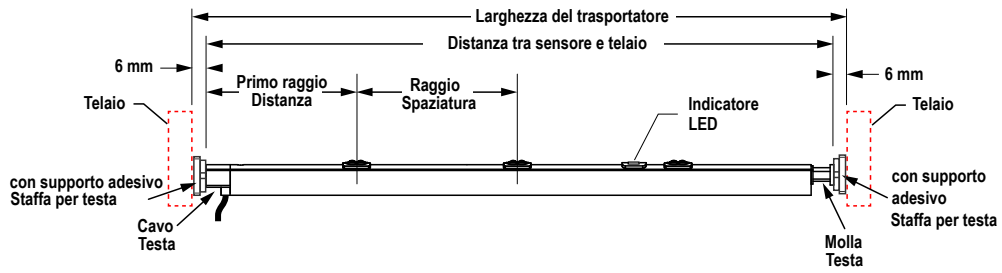 Larghezza del trasportatore
Distanza tra sensore e telaio
6 mm
6 mm
Primo raggio
Distanza
Raggio
Spaziatura
Telaio
Indicatore
LED
Telaio
con supporto adesivo
Staffa per testa
Cavo
Testa
Molla
Testa
con supporto
adesivo
Staffa per testa